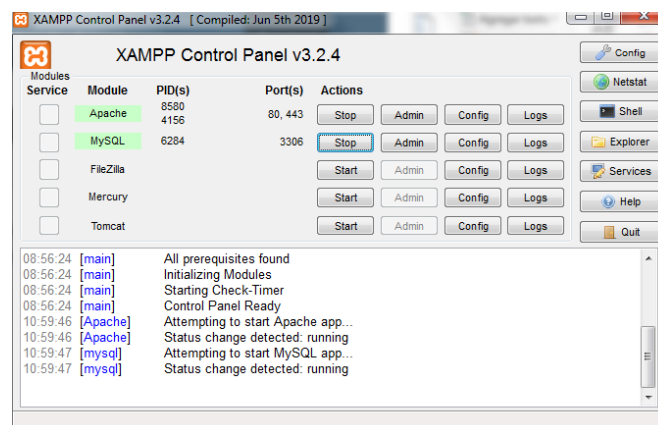 XAMPP Control Panel v3.2.4 [ Compiled: Jun 5th 2019 ]
XAMPP Control Panel v3.2.4
Config
Modules
Service Module PID(s) Port(s) Actions
Netstat
Apache 8580 4156 80, 443 Stop Admin Config Logs
Shell
MySQL 6284 3306 Stop Admin Config Logs
Explorer
FileZilla Start Admin Config Logs
Services
Mercury Start Admin Config Logs
Help
Tomcat Start Admin Config Logs
Quit
08:56:24 [main] All prerequisites found
08:56:24 [main] Initializing Modules
08:56:24 [main] Starting Check-Timer
08:56:24 [main] Control Panel Ready
10:59:46 [Apache] Attempting to start Apache app...
10:59:46 [Apache] Status change detected: running
10:59:47 [mysql] Attempting to start MySQL app...
10:59:47 [mysql] Status change detected: running